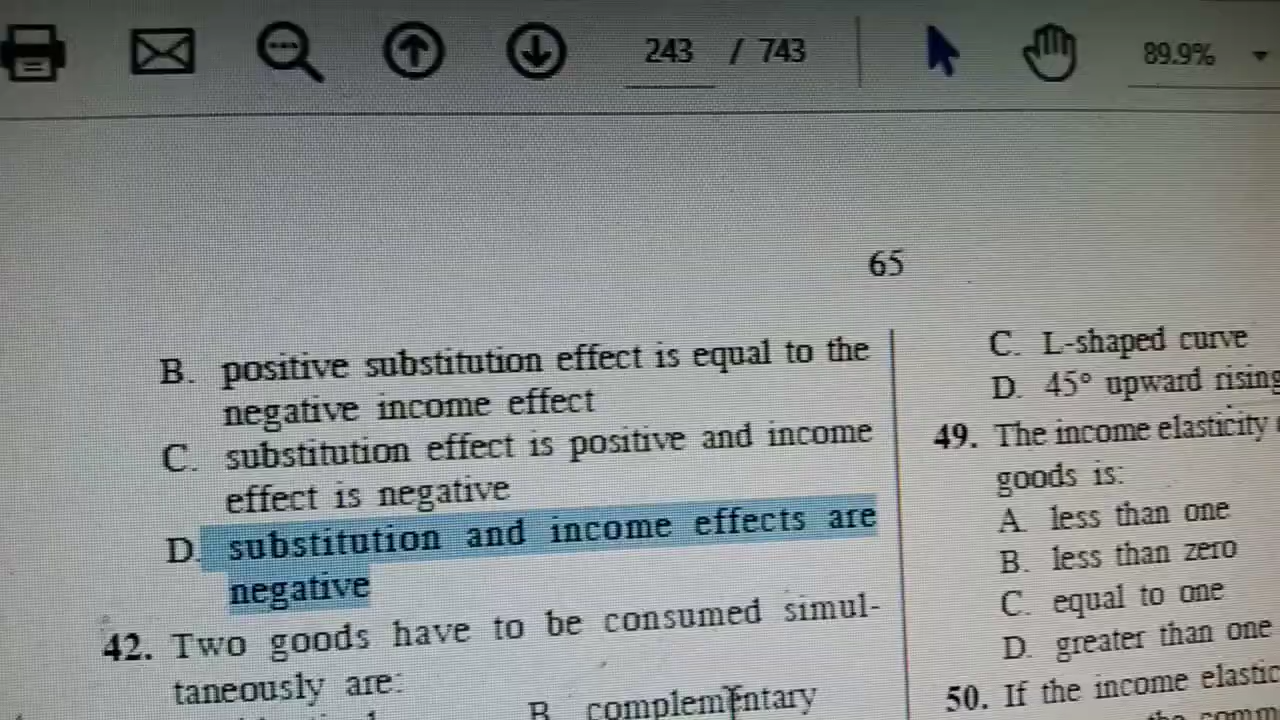 243 / 743
89.9%
65
B. positive substitution effect is equal to the
negative income effect
C. substitution effect is positive and income
effect is negative
D. substitution and income effects are
negative
42. Two goods have to be consumed simul-
taneously are:
B. complementary
C. L-shaped curve
D. 45° upward rising
49. The income elasticity
goods is:
A. less than one
B. less than zero
C. equal to one
D. greater than one
50. If the income elastic
the comm